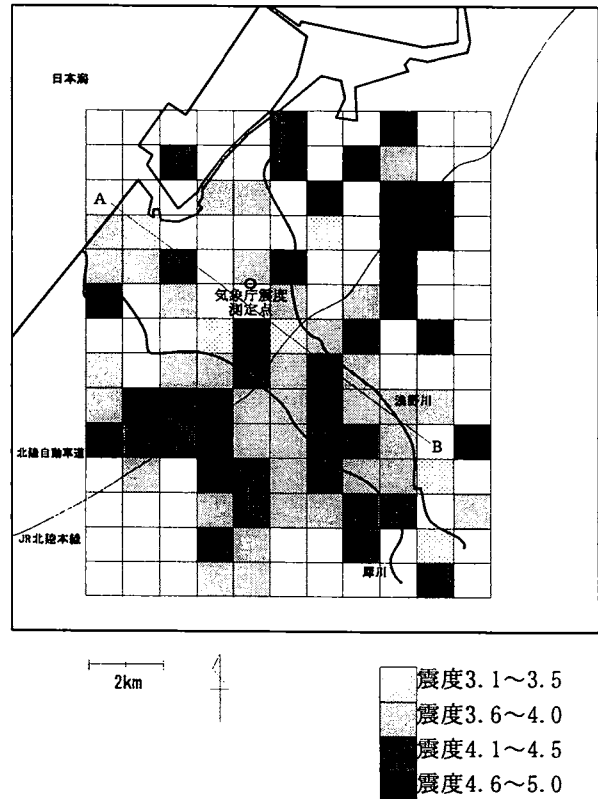 日本海
A
気象庁震度
測定点
浅野川
B
北陸自動車道
JR北陸本線
犀川
2km
震度3.1～3.5
震度3.6～4.0
震度4.1～4.5
震度4.6～5.0